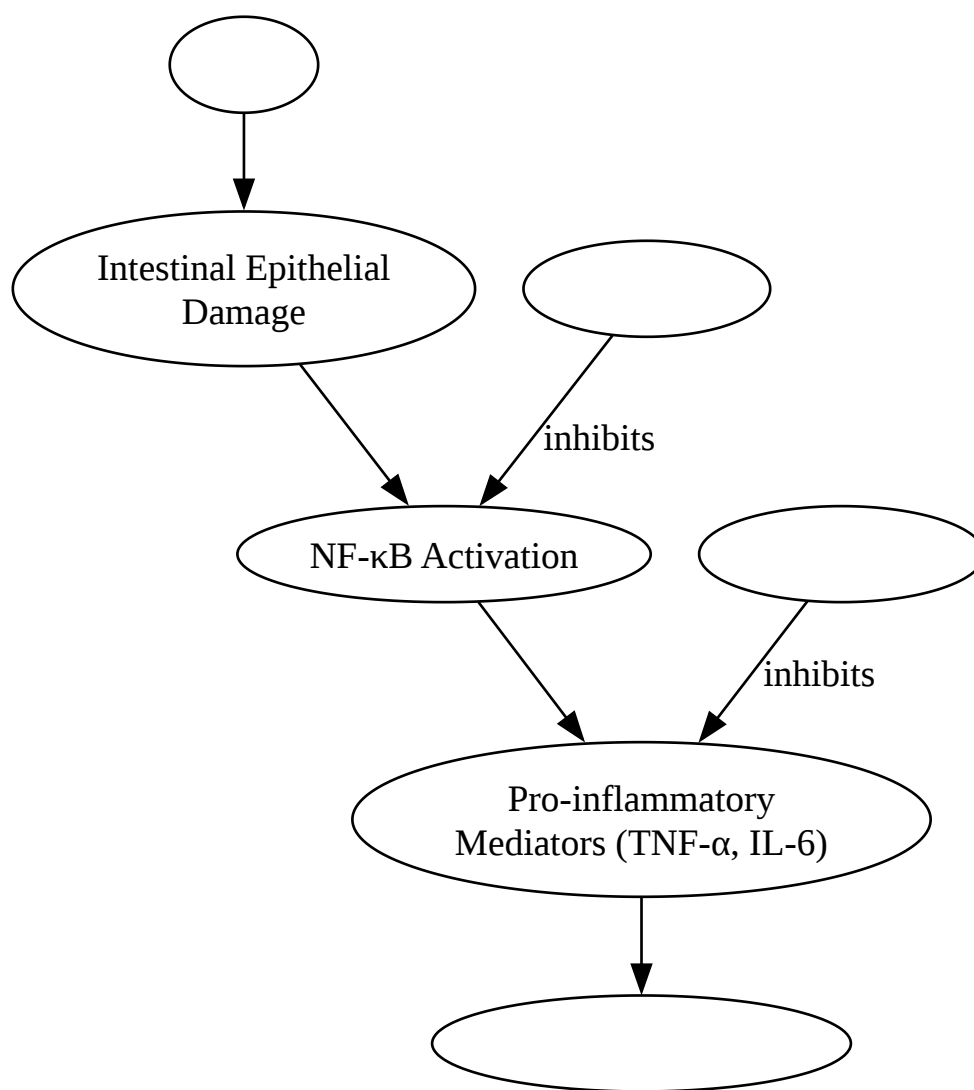 Intestinal Epithelial
Damage
inhibits
NF-κB Activation
inhibits
Pro-inflammatory
Mediators (TNF-α, IL-6)